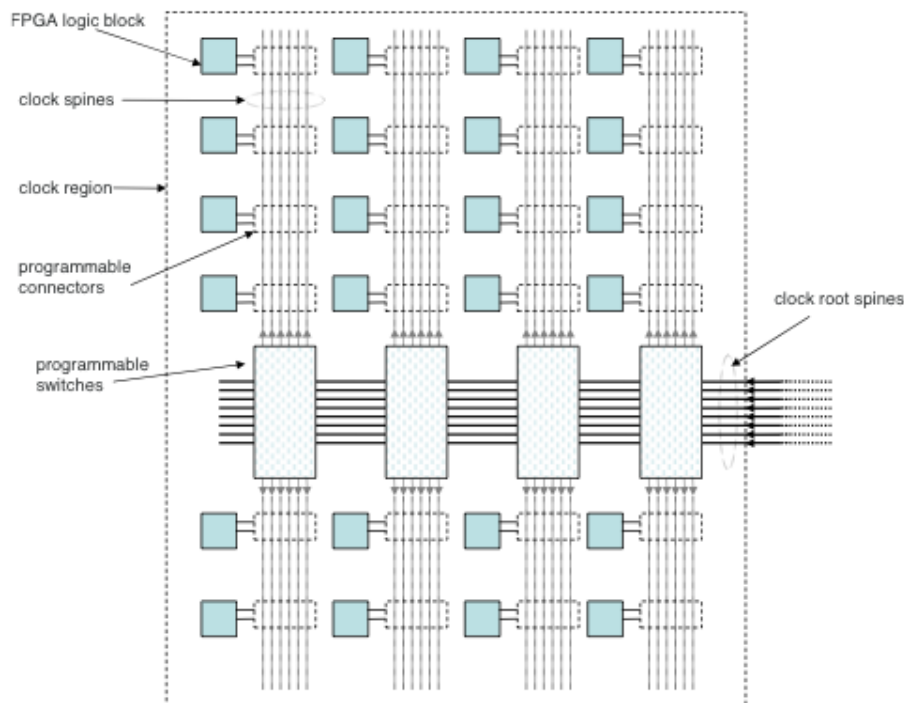 FPGA logic block
clock spines
clock region
programmable
connectors
clock root spines
programmable
switches